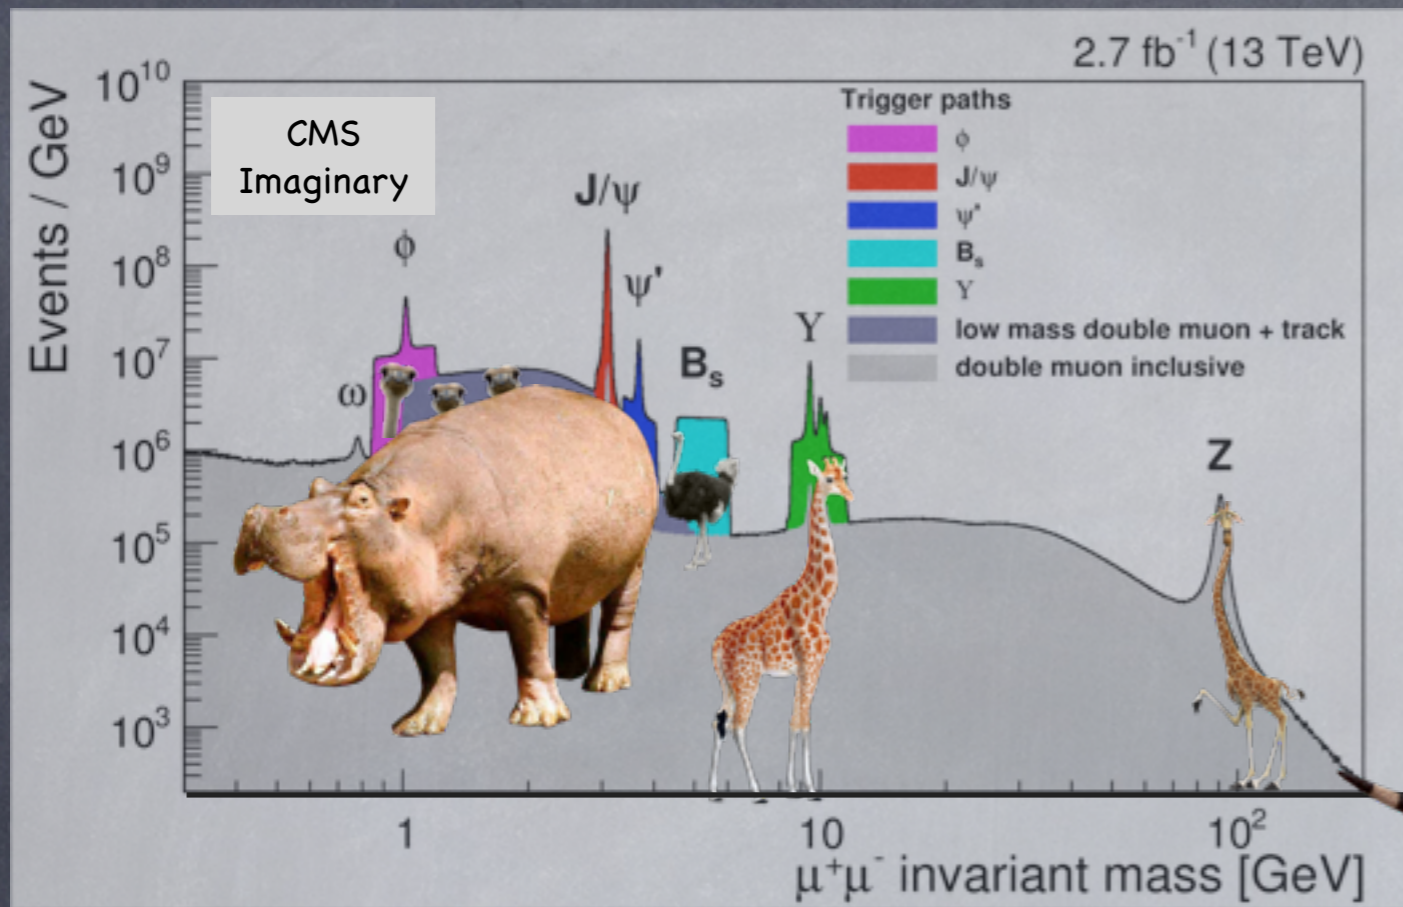 2.7 fb⁻¹ (13 TeV)
Events / GeV
10¹⁰
10⁹
10⁸
10⁷
10⁶
10⁵
10⁴
10³
CMS
Imaginary
ω
ϕ
J/ψ
ψ'
Bₛ
Υ
Z
Trigger paths
ϕ
J/ψ
ψ'
Bₛ
Υ
low mass double muon + track
double muon inclusive
1
10
10²
μ⁺μ⁻ invariant mass [GeV]